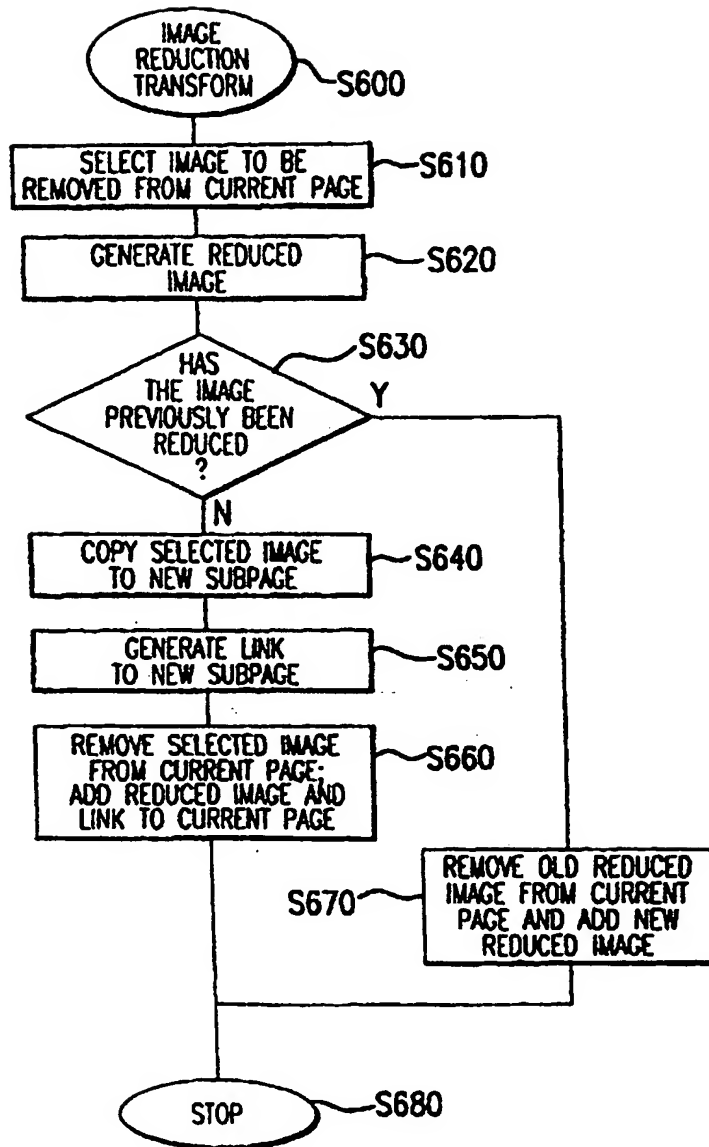 IMAGE
REDUCTION
TRANSFORM
S600
SELECT IMAGE TO BE
REMOVED FROM CURRENT PAGE
S610
GENERATE REDUCED
IMAGE
S620
HAS
THE IMAGE
PREVIOUSLY BEEN
REDUCED
?
S630
Y
N
COPY SELECTED IMAGE
TO NEW SUBPAGE
S640
GENERATE LINK
TO NEW SUBPAGE
S650
REMOVE SELECTED IMAGE
FROM CURRENT PAGE;
ADD REDUCED IMAGE AND
LINK TO CURRENT PAGE
S660
S670
REMOVE OLD REDUCED
IMAGE FROM CURRENT
PAGE AND ADD NEW
REDUCED IMAGE
STOP
S680